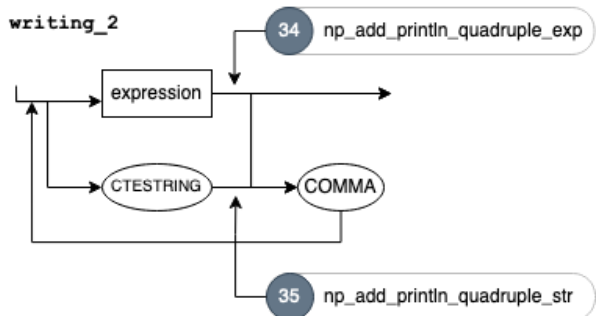 writing_2
34 np_add_println_quadruple_exp
expression
CTESTRING
COMMA
35 np_add_println_quadruple_str